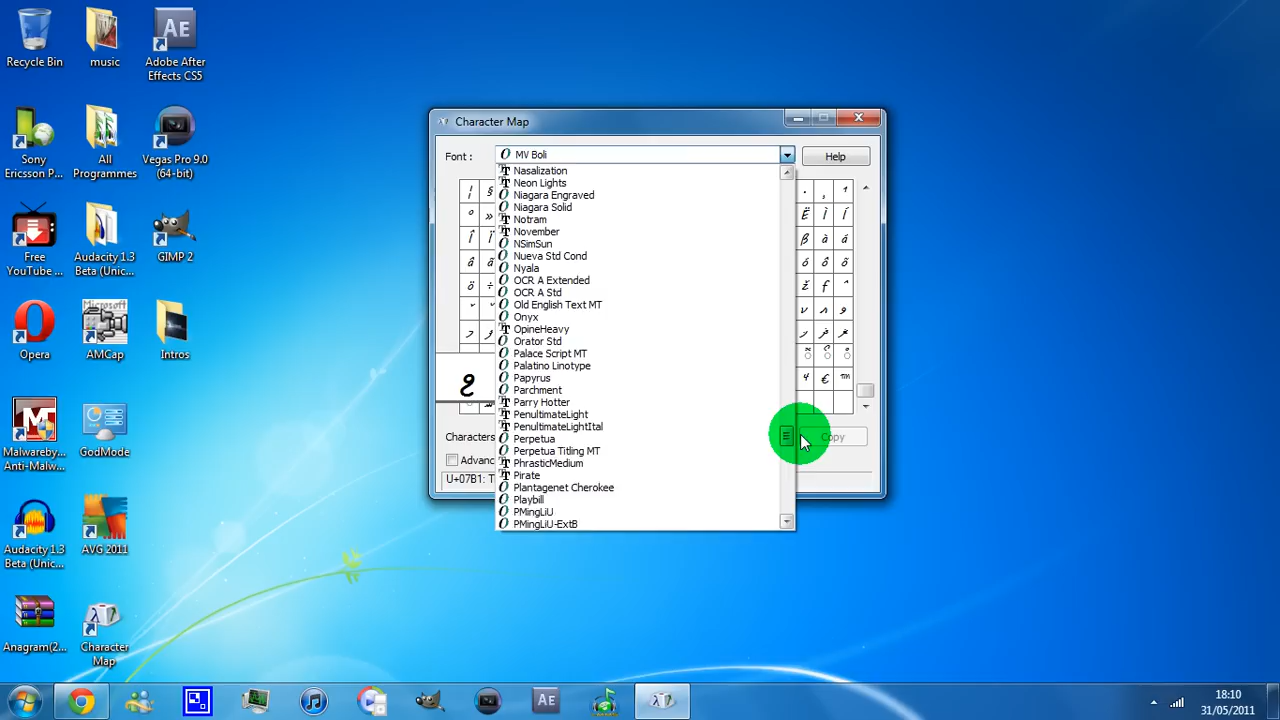 Recycle Bin
music
Adobe After
Effects CS5
Sony
Ericsson P...
All
Programmes
Vegas Pro 9.0
(64-bit)
Free
YouTube ...
Audacity 1.3
Beta (Unic...
GIMP 2
Opera
Microsoft
AMCap
Intros
Malwareby...
Anti-Malw...
GodMode
Audacity 1.3
Beta (Unic...
AVG 2011
Anagram(2...
Character
Map
Character Map
Font :
MV Boli
Help
Nasalization
Neon Lights
Niagara Engraved
Niagara Solid
Notram
November
NSimSun
Nueva Std Cond
Nyala
OCR A Extended
OCR A Std
Old English Text MT
Onyx
OpineHeavy
Orator Std
Palace Script MT
Palatino Linotype
Papyrus
Parchment
Parry Hotter
PenultimateLight
PenultimateLightItal
Perpetua
Perpetua Titling MT
PhrasticMedium
Pirate
Plantagenet Cherokee
Playbill
PMingLiU
PMingLiU-ExtB
Characters
Copy
Advanc
U+07B1: T
18:10
31/05/2011